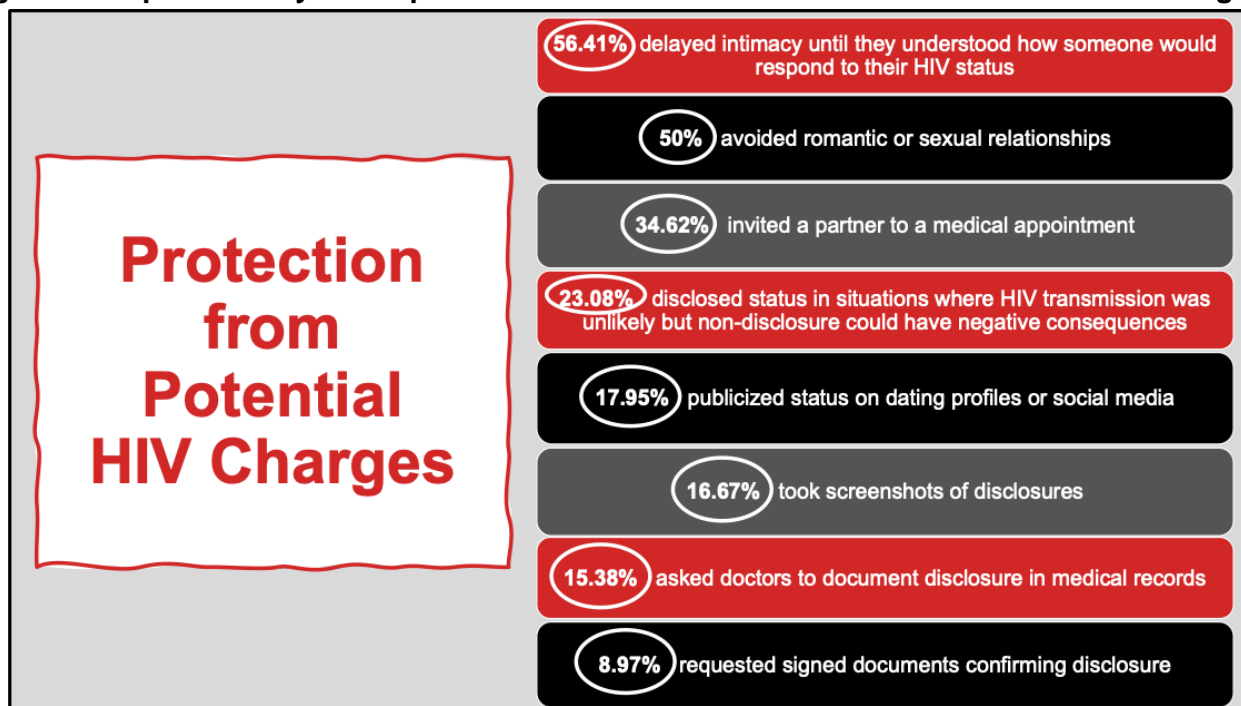 Protection
from
Potential
HIV Charges
56.41% delayed intimacy until they understood how someone would
respond to their HIV status
50% avoided romantic or sexual relationships
34.62% invited a partner to a medical appointment
23.08% disclosed status in situations where HIV transmission was
unlikely but non-disclosure could have negative consequences
17.95% publicized status on dating profiles or social media
16.67% took screenshots of disclosures
15.38% asked doctors to document disclosure in medical records
8.97% requested signed documents confirming disclosure